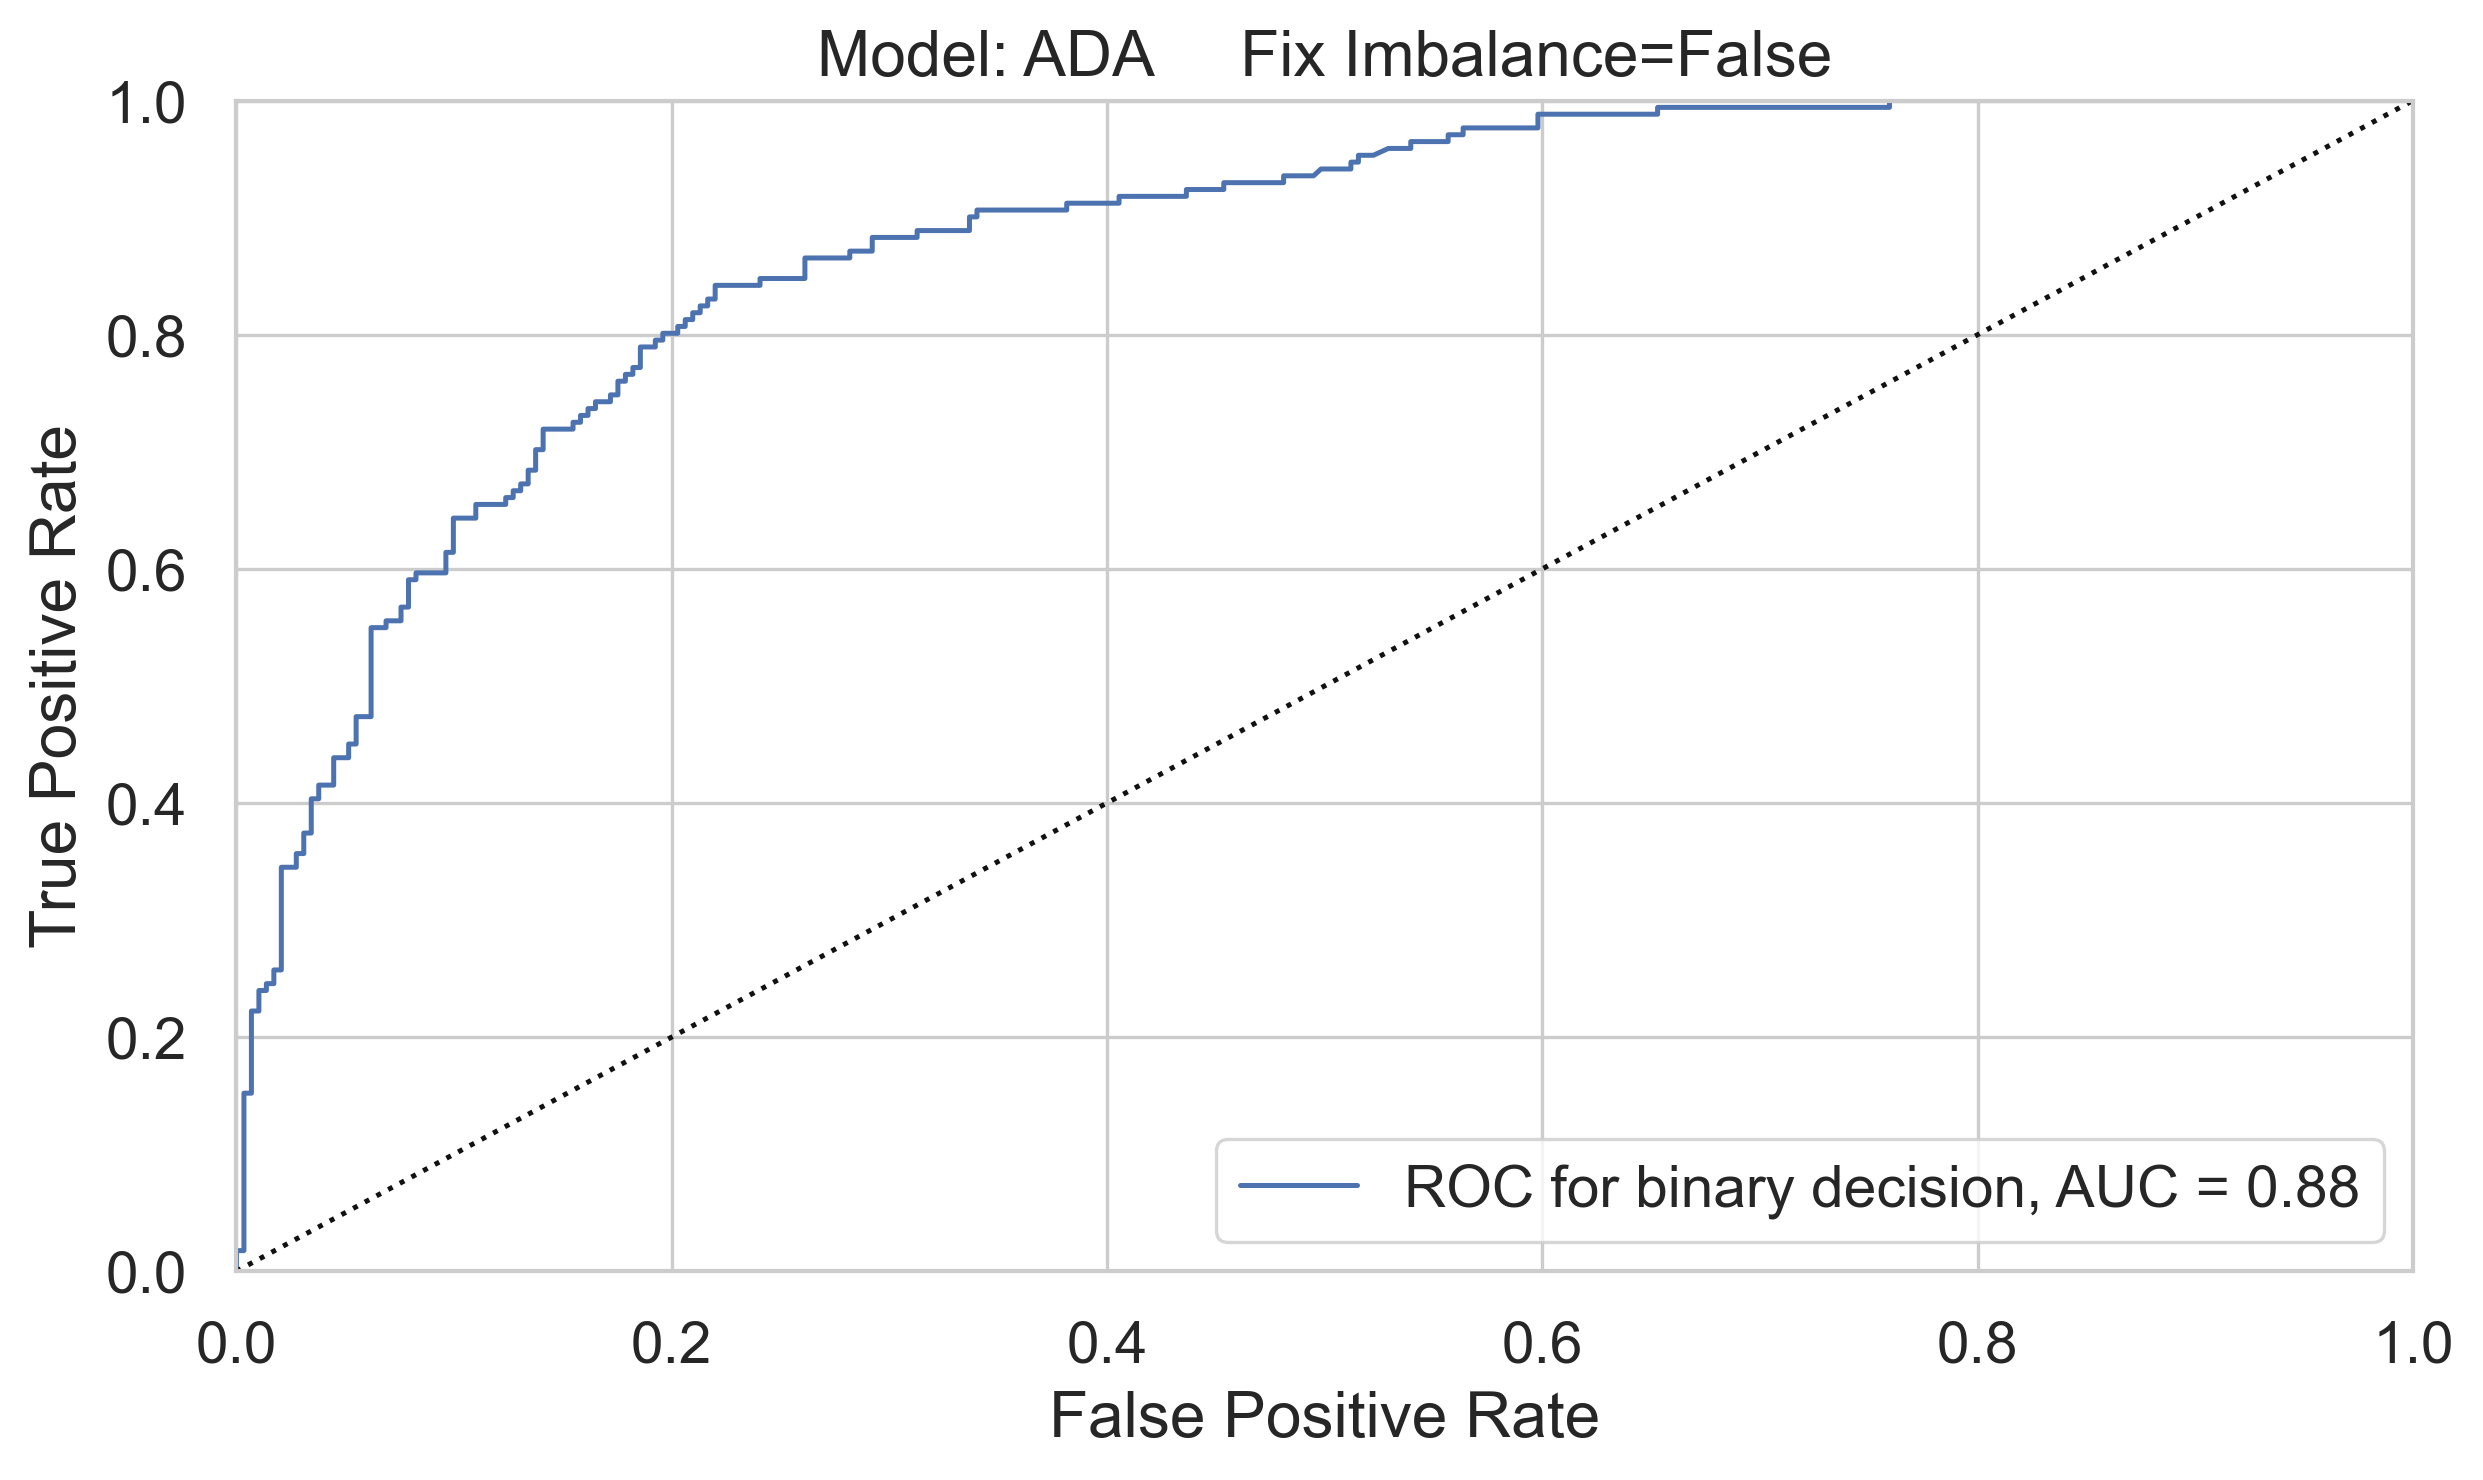 Model: ADA     Fix Imbalance=False
1.0
0.8
0.6
0.4
0.2
0.0
True Positive Rate
ROC for binary decision, AUC = 0.88
0.0 0.2 0.4 0.6 0.8 1.0
False Positive Rate